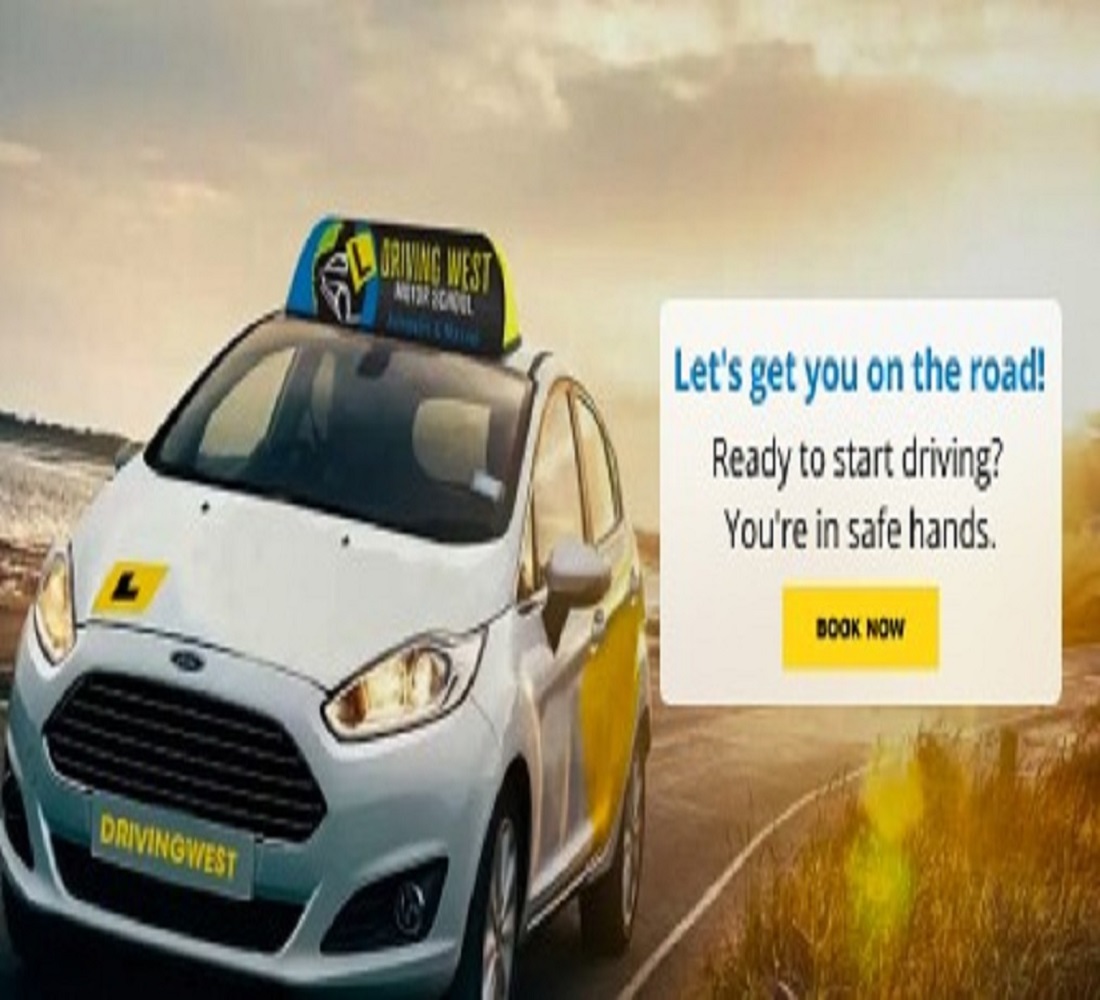 L
DRIVING WEST
MOTOR SCHOOL
Let's get you on the road!
Ready to start driving?
You're in safe hands.
BOOK NOW
L
Ford
DRIVINGWEST